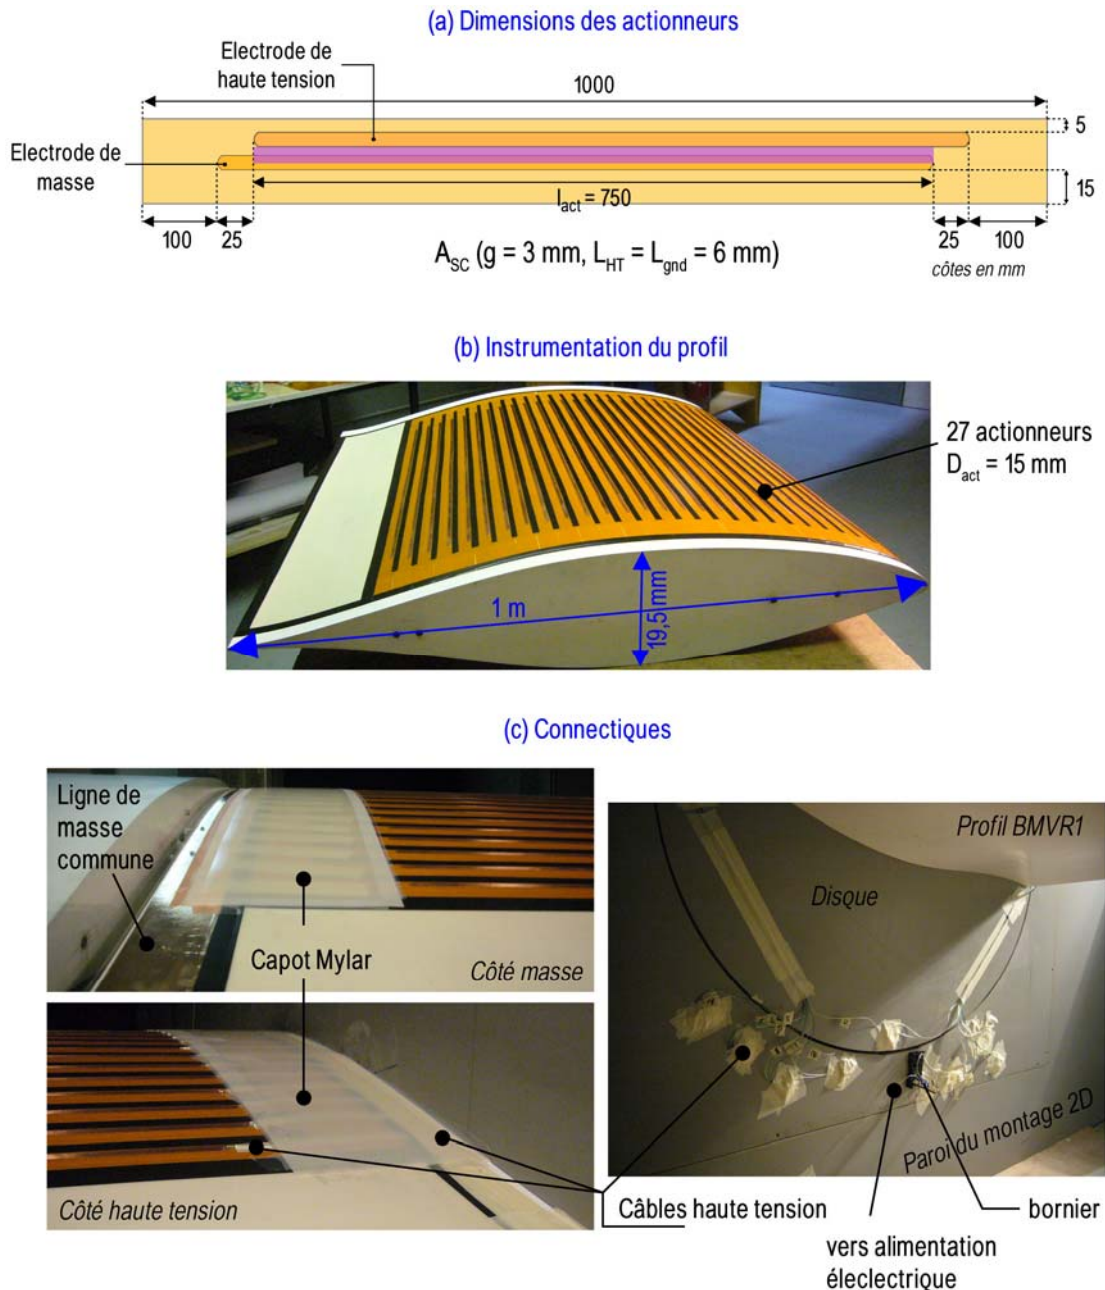 (a) Dimensions des actionneurs
Electrode de
haute tension
1000
5
Electrode de
masse
l_act = 750
15
100
25
25
100
A_SC (g = 3 mm, L_HT = L_gnd = 6 mm)
côtes en mm
(b) Instrumentation du profil
27 actionneurs
D_act = 15 mm
1 m
19,5 mm
(c) Connectiques
Ligne de
masse
commune
Capot Mylar
Côté masse
Côté haute tension
Profil BMVR1
Disque
Paroi du montage 2D
Câbles haute tension
bornier
vers alimentation
éleclectrique